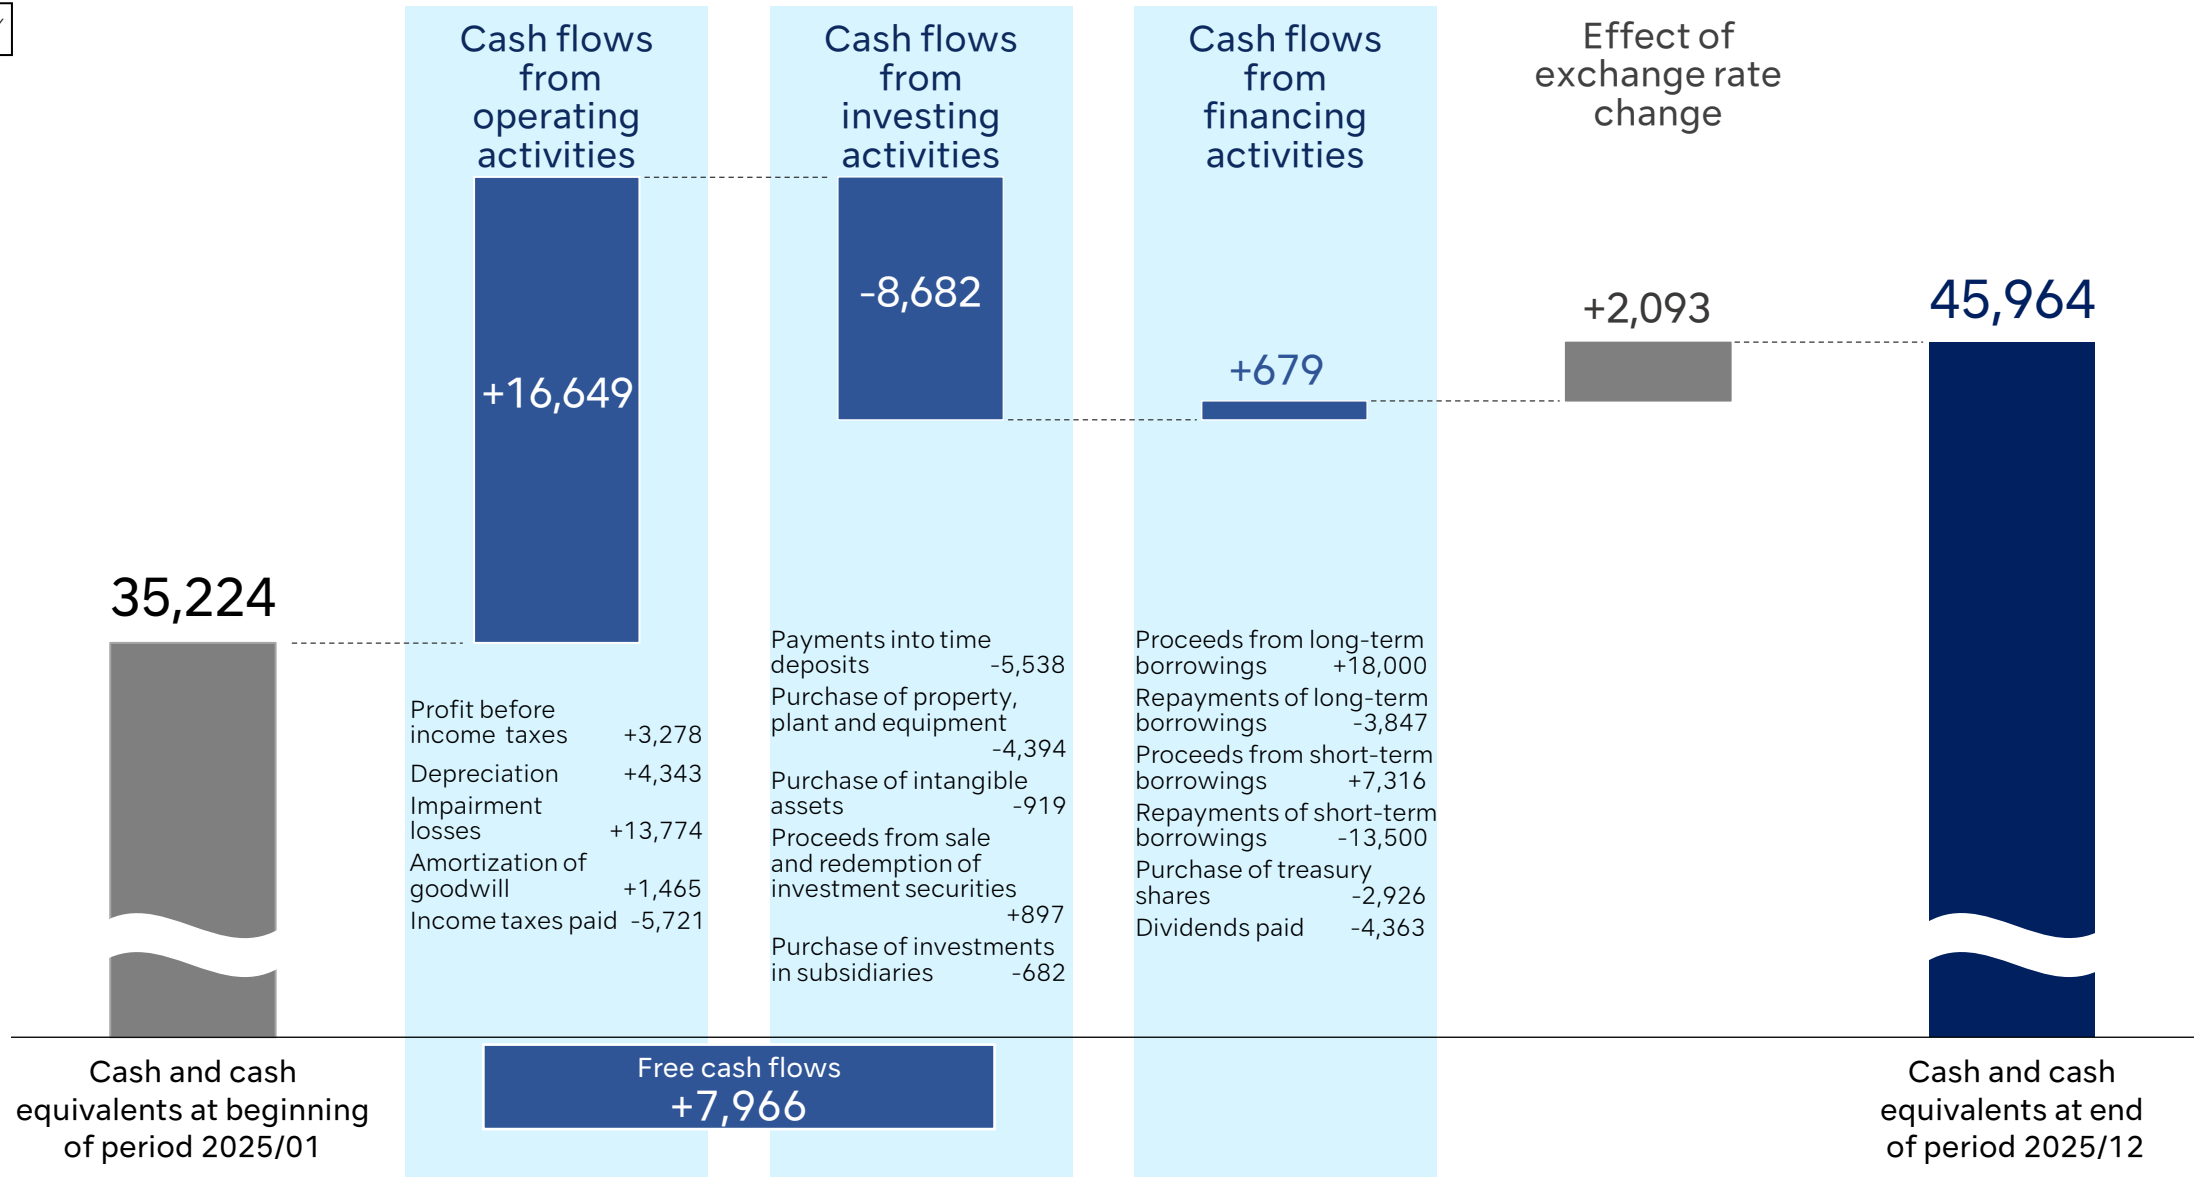 Cash flows
from
operating
activities
Cash flows
from
investing
activities
Cash flows
from
financing
activities
Effect of
exchange rate
change
35,224
+16,649
-8,682
+679
+2,093
45,964
Profit before
income taxes +3,278
Depreciation +4,343
Impairment
losses +13,774
Amortization of
goodwill +1,465
Income taxes paid -5,721
Payments into time
deposits -5,538
Purchase of property,
plant and equipment
-4,394
Purchase of intangible
assets -919
Proceeds from sale
and redemption of
investment securities
+897
Purchase of investments
in subsidiaries -682
Proceeds from long-term
borrowings +18,000
Repayments of long-term
borrowings -3,847
Proceeds from short-term
borrowings +7,316
Repayments of short-term
borrowings -13,500
Purchase of treasury
shares -2,926
Dividends paid -4,363
Cash and cash
equivalents at beginning
of period 2025/01
Free cash flows
+7,966
Cash and cash
equivalents at end
of period 2025/12